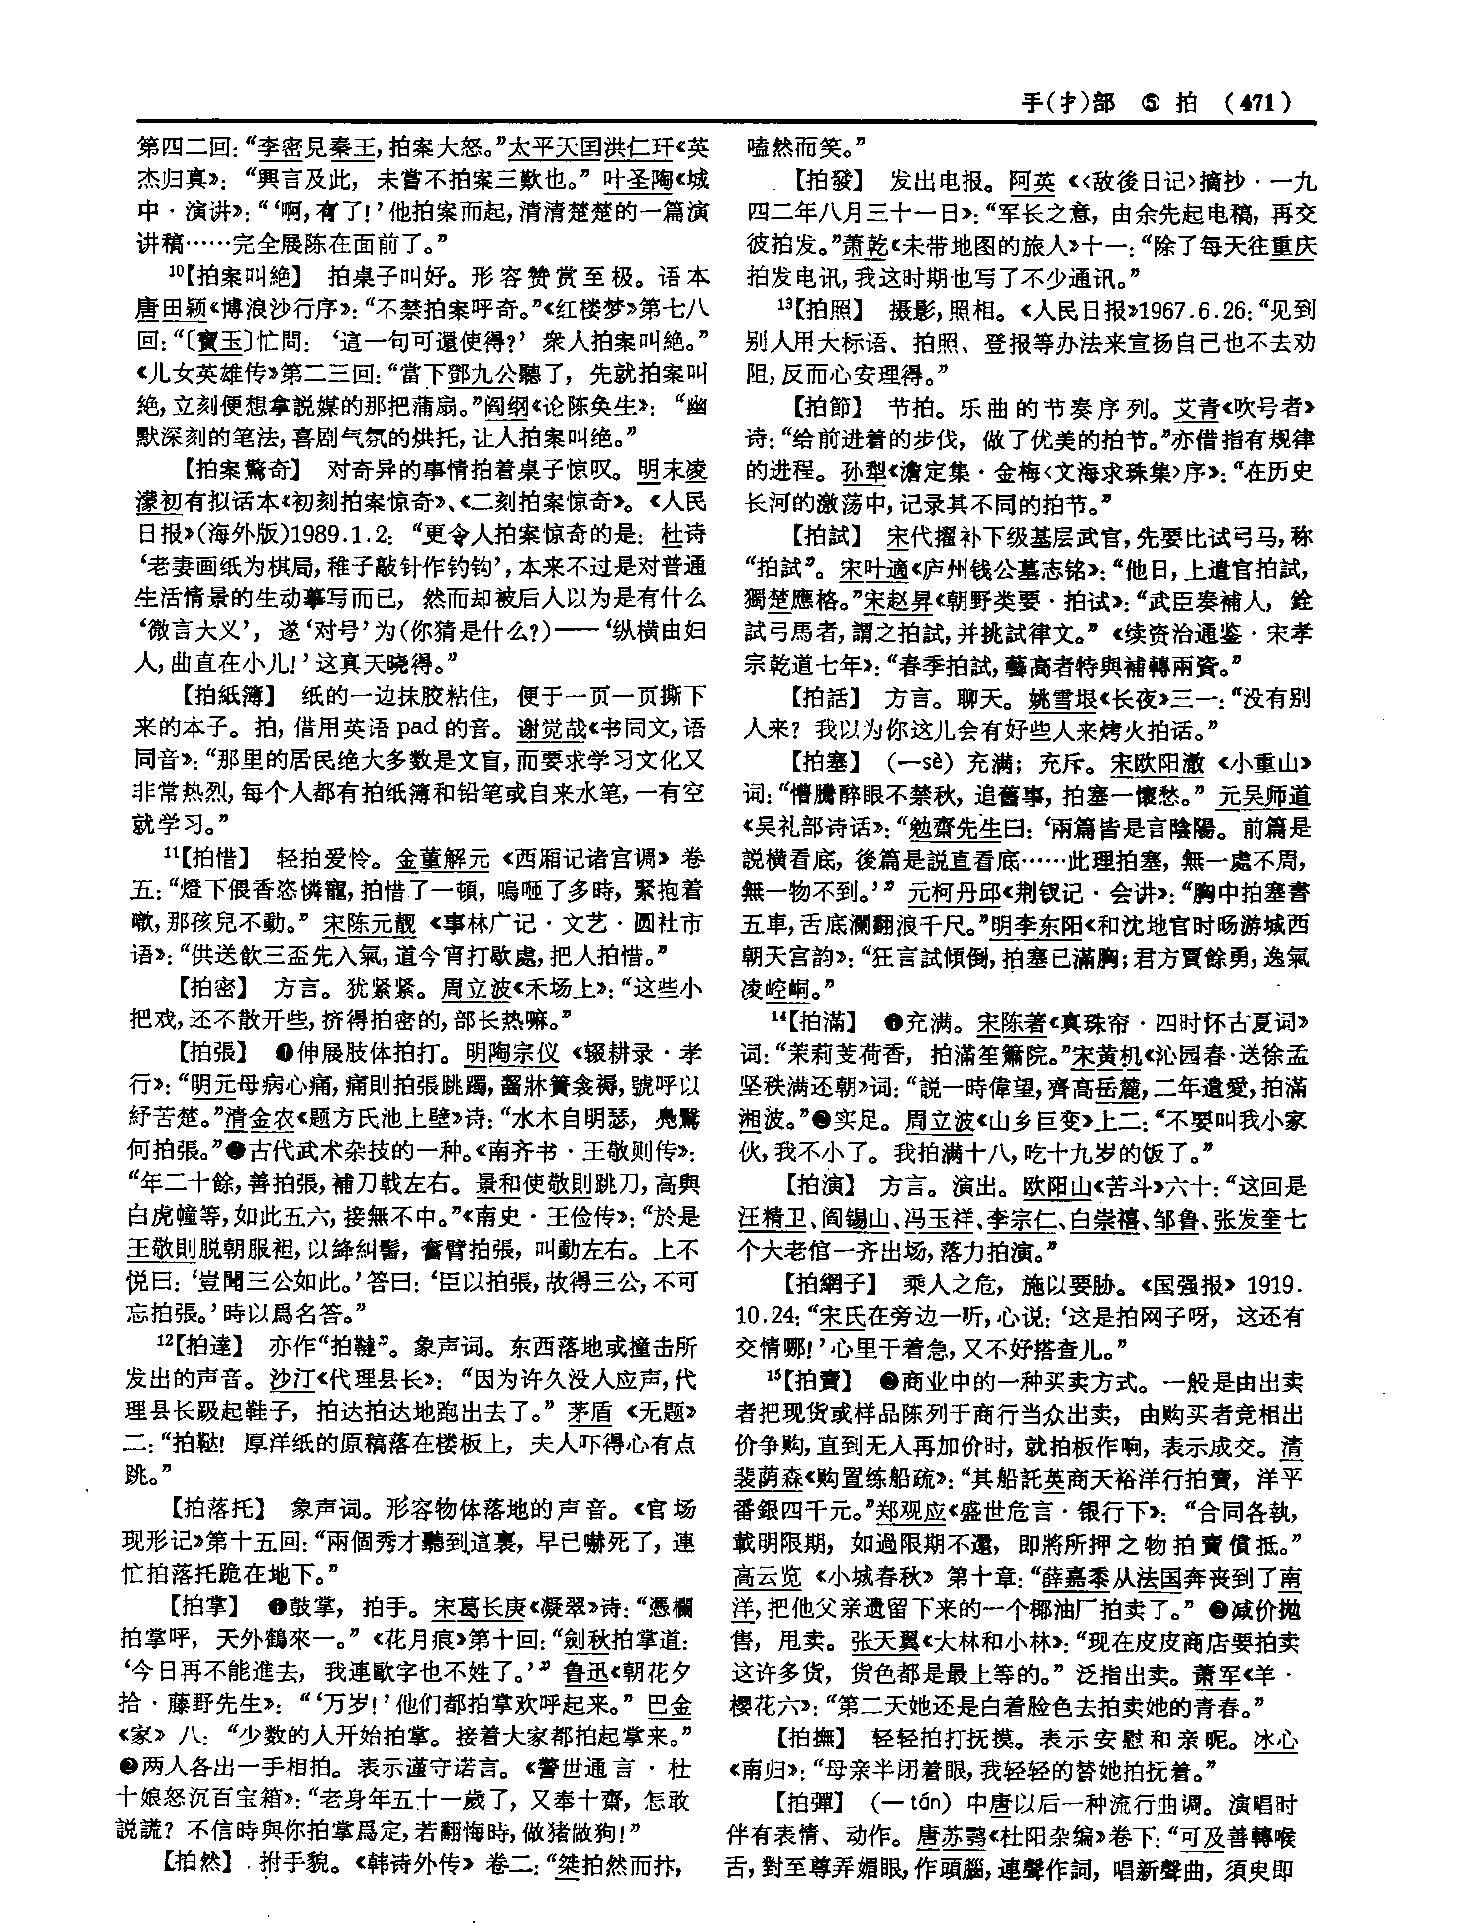 手(扌)部　⑤　拍　(471)
第四二回：“李密見秦王，拍案大怒。”太平天囯洪仁玕《英
杰归真》：“興言及此，未嘗不拍案三歎也。”叶圣陶《城
中·演讲》：“‘啊，有了！’他拍案而起，清清楚楚的一篇演
讲稿……完全展陈在面前了。”
¹⁰【拍案叫絶】　拍桌子叫好。形容赞赏至极。语本
唐田颖《博浪沙行序》：“不禁拍案呼奇。”《红楼梦》第七八
回：“〔寶玉〕忙問：‘這一句可還使得？’衆人拍案叫絶。”
《儿女英雄传》第二三回：“當下鄧九公聽了，先就拍案叫
絶，立刻便想拿説媒的那把蒲扇。”阎纲《论陈奂生》：“幽
默深刻的笔法，喜剧气氛的烘托，让人拍案叫绝。”
【拍案驚奇】　对奇异的事情拍着桌子惊叹。明末凌
濛初有拟话本《初刻拍案惊奇》、《二刻拍案惊奇》。《人民
日报》(海外版)1989.1.2：“更令人拍案惊奇的是：杜诗
‘老妻画纸为棋局，稚子敲针作钓钩’，本来不过是对普通
生活情景的生动摹写而已，然而却被后人以为是有什么
‘微言大义’，遂‘对号’为(你猜是什么？)——‘纵横由妇
人，曲直在小儿！’这真天晓得。”
【拍紙簿】　纸的一边抹胶粘住，便于一页一页撕下
来的本子。拍，借用英语 pad 的音。谢觉哉《书同文，语
同音》：“那里的居民绝大多数是文盲，而要求学习文化又
非常热烈，每个人都有拍纸簿和铅笔或自来水笔，一有空
就学习。”
¹¹【拍惜】　轻拍爱怜。金董解元《西厢记诸宫调》卷
五：“燈下偎香恣憐寵，拍惜了一頓，嗚咂了多時，緊抱着
噷，那孩兒不動。”宋陈元靓《事林广记·文艺·圆社市
语》：“供送飲三盃先入氣，道今宵打歇處，把人拍惜。”
【拍密】　方言。犹紧紧。周立波《禾场上》：“这些小
把戏，还不散开些，挤得拍密的，部长热嘛。”
【拍張】　❶伸展肢体拍打。明陶宗仪《辍耕录·孝
行》：“明元母病心痛，痛則拍張跳躅，齧牀簣衾褥，號呼以
紓苦楚。”清金农《题方氏池上壁》诗：“水木自明瑟，鳧鷖
何拍張。”❷古代武术杂技的一种。《南齐书·王敬则传》：
“年二十餘，善拍張，補刀戟左右。景和使敬則跳刀，高與
白虎幢等，如此五六，接無不中。”《南史·王俭传》：“於是
王敬則脱朝服袒，以絳糾髻，奮臂拍張，叫動左右。上不
悦曰：‘豈聞三公如此。’答曰：‘臣以拍張，故得三公，不可
忘拍張。’時以爲名答。”
¹²【拍達】　亦作“拍韃”。象声词。东西落地或撞击所
发出的声音。沙汀《代理县长》：“因为许久没人应声，代
理县长趿起鞋子，拍达拍达地跑出去了。”茅盾《无题》
二：“拍鞑！厚洋纸的原稿落在楼板上，夫人吓得心有点
跳。”
【拍落托】　象声词。形容物体落地的声音。《官场
现形记》第十五回：“兩個秀才聽到這裏，早已嚇死了，連
忙拍落托跪在地下。”
【拍掌】　❶鼓掌，拍手。宋葛长庚《凝翠》诗：“憑欄
拍掌呼，天外鶴來一。”《花月痕》第十回：“劍秋拍掌道：
‘今日再不能進去，我連歐字也不姓了。’”鲁迅《朝花夕
拾·藤野先生》：“‘万岁！’他们都拍掌欢呼起来。”巴金
《家》八：“少数的人开始拍掌。接着大家都拍起掌来。”
❷两人各出一手相拍。表示谨守诺言。《警世通言·杜
十娘怒沉百宝箱》：“老身年五十一歲了，又奉十齋，怎敢
説謊？不信時與你拍掌爲定，若翻悔時，做猪做狗！”
【拍然】　拊手貌。《韩诗外传》卷二：“桀拍然而抃，
嗑然而笑。”
【拍發】　发出电报。阿英《〈敌後日记〉摘抄·一九
四二年八月三十一日》：“军长之意，由余先起电稿，再交
彼拍发。”萧乾《未带地图的旅人》十一：“除了每天往重庆
拍发电讯，我这时期也写了不少通讯。”
¹³【拍照】　摄影，照相。《人民日报》1967.6.26：“见到
别人用大标语、拍照、登报等办法来宣扬自己也不去劝
阻，反而心安理得。”
【拍節】　节拍。乐曲的节奏序列。艾青《吹号者》
诗：“给前进着的步伐，做了优美的拍节。”亦借指有规律
的进程。孙犁《澹定集·金梅〈文海求珠集〉序》：“在历史
长河的激荡中，记录其不同的拍节。”
【拍試】　宋代擢补下级基层武官，先要比试弓马，称
“拍試”。宋叶適《庐州钱公墓志铭》：“他日，上遣官拍試，
獨楚應格。”宋赵昇《朝野类要·拍试》：“武臣奏補人，銓
試弓馬者，謂之拍試，并挑試律文。”《续资治通鉴·宋孝
宗乾道七年》：“春季拍試，藝高者特與補轉兩資。”
【拍話】　方言。聊天。姚雪垠《长夜》三一：“没有别
人来？我以为你这儿会有好些人来烤火拍话。”
【拍塞】　(一sè) 充满；充斥。宋欧阳澈《小重山》
词：“懵騰醉眼不禁秋，追舊事，拍塞一懷愁。”元吴师道
《吴礼部诗话》：“勉齋先生曰：‘兩篇皆是言陰陽。前篇是
説横看底，後篇是説直看底……此理拍塞，無一處不周，
無一物不到。’”元柯丹邱《荆钗记·会讲》：“胸中拍塞書
五車，舌底瀾翻浪千尺。”明李东阳《和沈地官时旸游城西
朝天宫韵》：“狂言試傾倒，拍塞已滿胸；君方賈餘勇，逸氣
凌崆峒。”
¹⁴【拍滿】　❶充满。宋陈著《真珠帘·四时怀古夏词》
词：“茉莉芰荷香，拍滿笙簫院。”宋黄机《沁园春·送徐孟
坚秩满还朝》词：“説一時偉望，齊高岳麓，二年遺愛，拍滿
湘波。”❷实足。周立波《山乡巨变》上二：“不要叫我小家
伙，我不小了。我拍满十八，吃十九岁的饭了。”
【拍演】　方言。演出。欧阳山《苦斗》六十：“这回是
汪精卫、阎锡山、冯玉祥、李宗仁、白崇禧、邹鲁、张发奎七
个大老倌一齐出场，落力拍演。”
【拍網子】　乘人之危，施以要胁。《国强报》1919.
10.24：“宋氏在旁边一听，心说：‘这是拍网子呀，这还有
交情哪！’心里干着急，又不好搭查儿。”
¹⁵【拍賣】　❷商业中的一种买卖方式。一般是由出卖
者把现货或样品陈列于商行当众出卖，由购买者竞相出
价争购，直到无人再加价时，就拍板作响，表示成交。清
裴荫森《购置练船疏》：“其船託英商天裕洋行拍賣，洋平
番銀四千元。”郑观应《盛世危言·银行下》：“合同各執，
載明限期，如過限期不還，即將所押之物拍賣償抵。”
高云览《小城春秋》第十章：“薛嘉黍从法国奔丧到了南
洋，把他父亲遗留下来的一个椰油厂拍卖了。”❷减价抛
售，甩卖。张天翼《大林和小林》：“现在皮皮商店要拍卖
这许多货，货色都是最上等的。”泛指出卖。萧军《羊·
樱花六》：“第二天她还是白着脸色去拍卖她的青春。”
【拍撫】　轻轻拍打抚摸。表示安慰和亲昵。冰心
《南归》：“母亲半闭着眼，我轻轻的替她拍抚着。”
【拍彈】　(一tán) 中唐以后一种流行曲调。演唱时
伴有表情、动作。唐苏鹗《杜阳杂编》卷下：“可及善轉喉
舌，對至尊弄媚眼，作頭腦，連聲作詞，唱新聲曲，須臾即